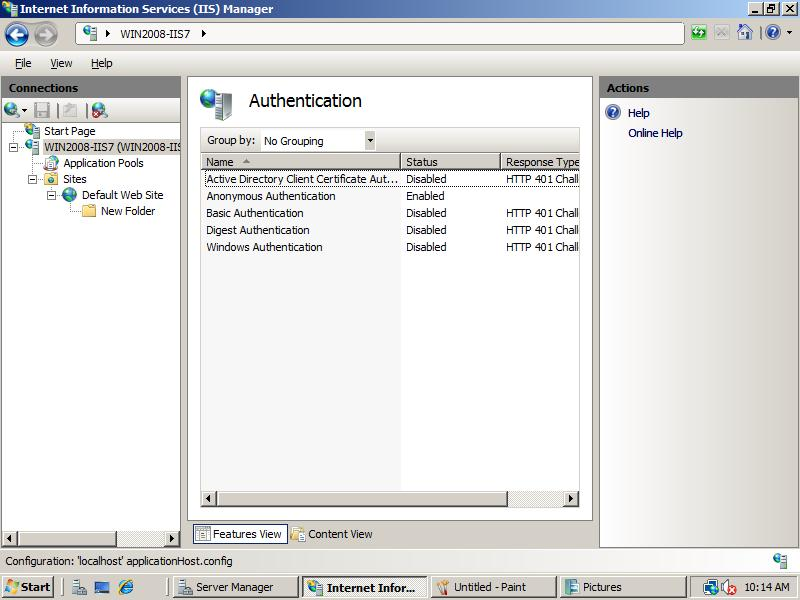 Internet Information Services (IIS) Manager
WIN2008-IIS7
File View Help
Connections
Start Page
WIN2008-IIS7 (WIN2008-IIS
Application Pools
Sites
Default Web Site
New Folder
Authentication
Group by: No Grouping
Name Status Response Type
Active Directory Client Certificate Aut... Disabled HTTP 401 Chall
Anonymous Authentication Enabled
Basic Authentication Disabled HTTP 401 Chall
Digest Authentication Disabled HTTP 401 Chall
Windows Authentication Disabled HTTP 401 Chall
Features View Content View
Actions
Help
Online Help
Configuration: 'localhost' applicationHost.config
Start Server Manager Internet Infor... Untitled - Paint Pictures 10:14 AM